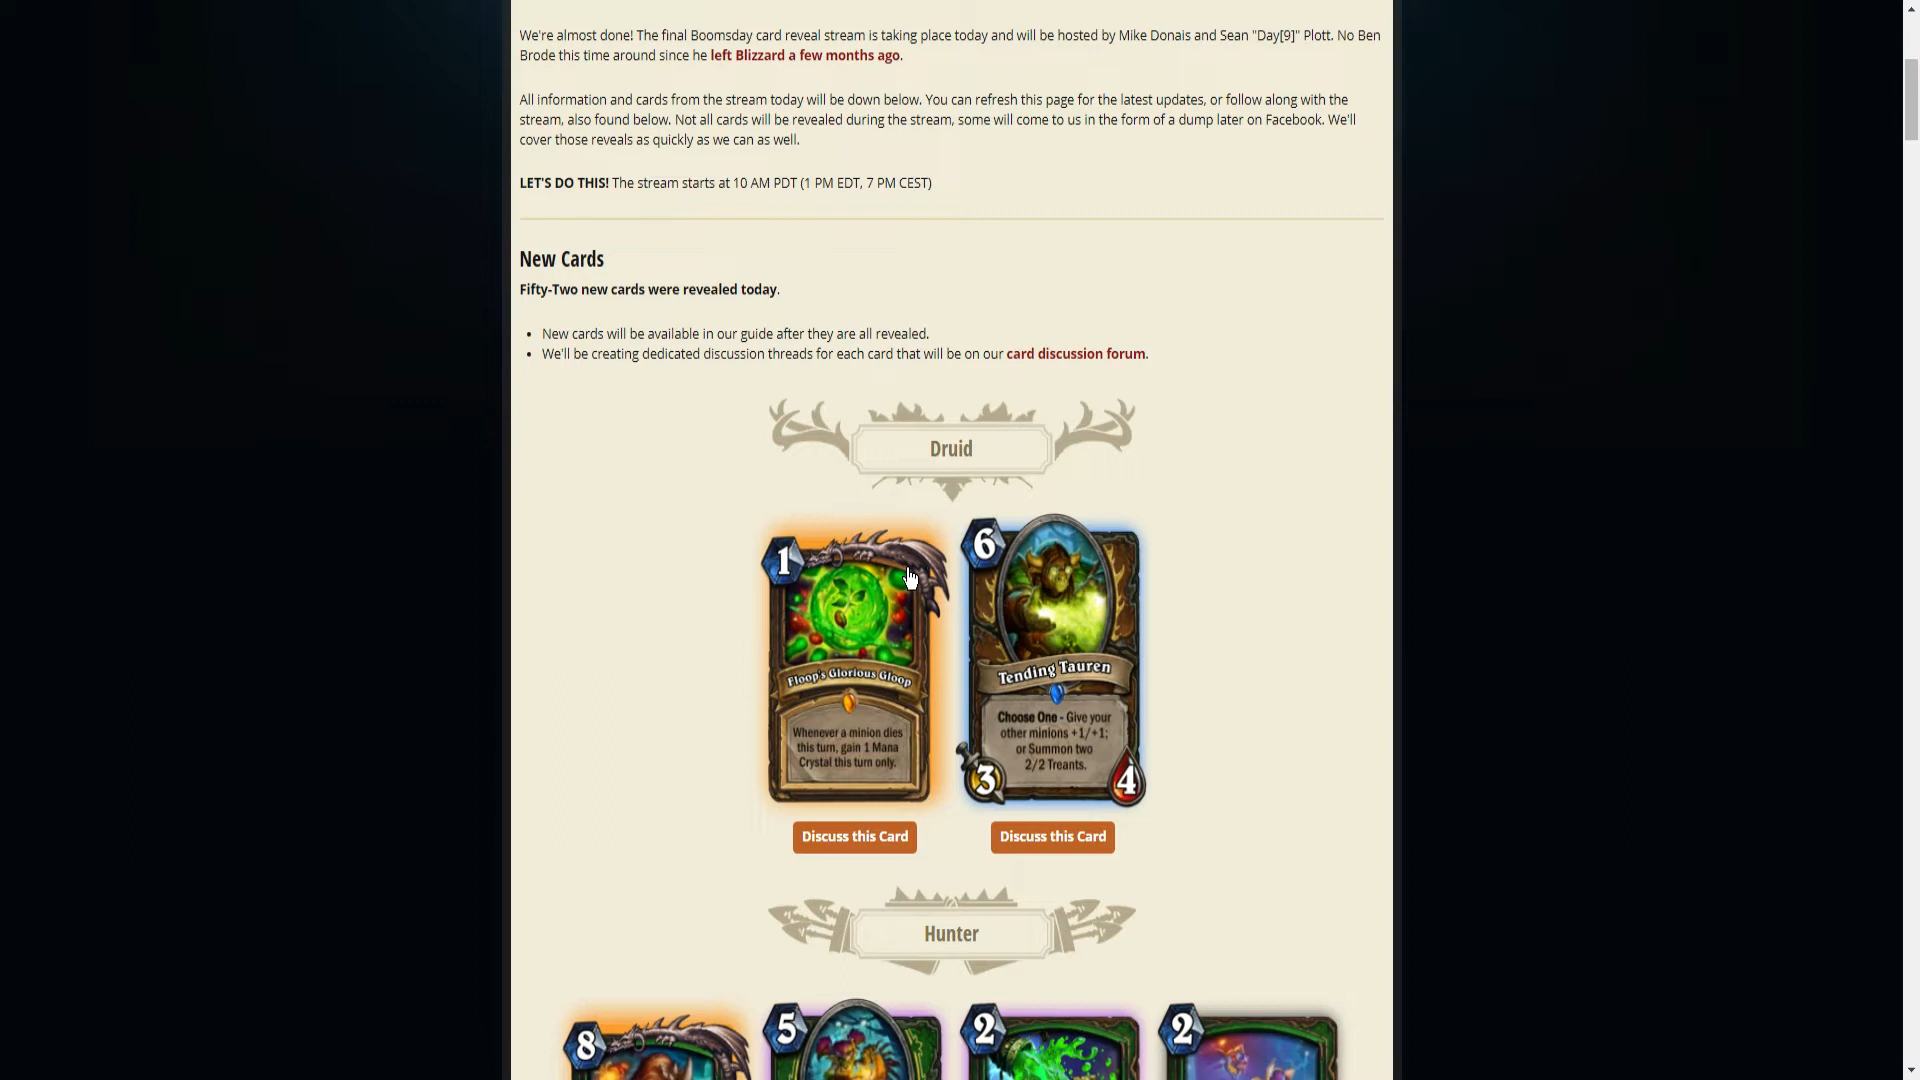 We're almost done! The final Boomsday card reveal stream is taking place today and will be hosted by Mike Donais and Sean "Day[9]" Plott. No Ben
Brode this time around since he left Blizzard a few months ago.
All information and cards from the stream today will be down below. You can refresh this page for the latest updates, or follow along with the
stream, also found below. Not all cards will be revealed during the stream, some will come to us in the form of a dump later on Facebook. We'll
cover those reveals as quickly as we can as well.
LET'S DO THIS! The stream starts at 10 AM PDT (1 PM EDT, 7 PM CEST)
New Cards
Fifty-Two new cards were revealed today.
• New cards will be available in our guide after they are all revealed.
• We'll be creating dedicated discussion threads for each card that will be on our card discussion forum.
Druid
1
Floop's Glorious Gloop
Whenever a minion dies
this turn, gain 1 Mana
Crystal this turn only.
6
Tending Tauren
Choose One - Give your
other minions +1/+1;
or Summon two
2/2 Treants.
3
4
Discuss this Card
Discuss this Card
Hunter
8
5
2
2